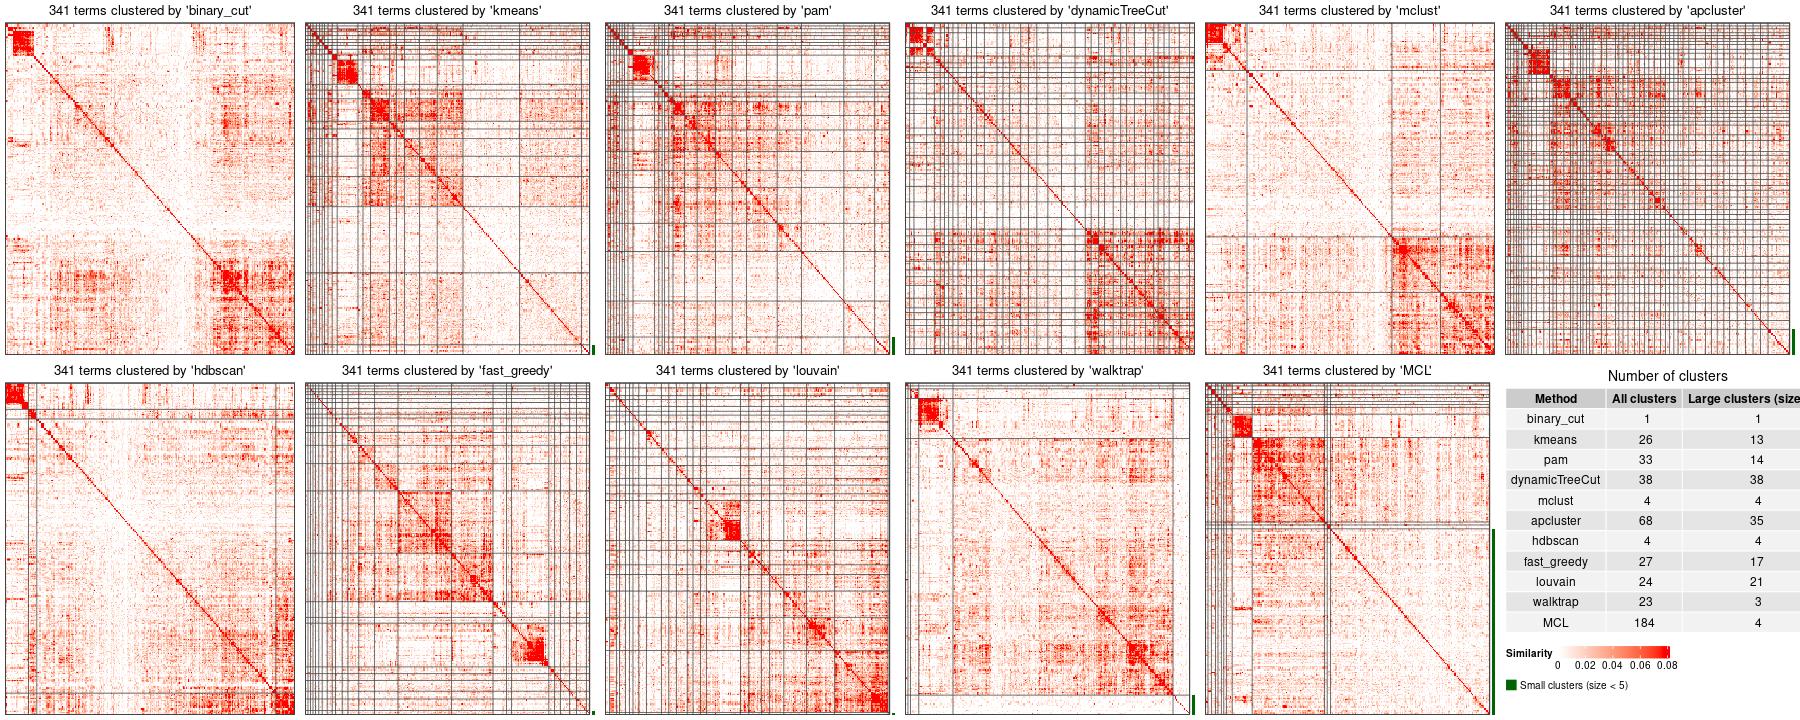 341 terms clustered by 'binary_cut'
341 terms clustered by 'kmeans'
341 terms clustered by 'pam'
341 terms clustered by 'dynamicTreeCut'
341 terms clustered by 'mclust'
341 terms clustered by 'apcluster'
341 terms clustered by 'hdbscan'
341 terms clustered by 'fast_greedy'
341 terms clustered by 'louvain'
341 terms clustered by 'walktrap'
341 terms clustered by 'MCL'
Number of clusters
Method All clusters Large clusters (size
binary_cut 1 1
kmeans 26 13
pam 33 14
dynamicTreeCut 38 38
mclust 4 4
apcluster 68 35
hdbscan 4 4
fast_greedy 27 17
louvain 24 21
walktrap 23 3
MCL 184 4
Similarity
0 0.02 0.04 0.06 0.08
Small clusters (size < 5)